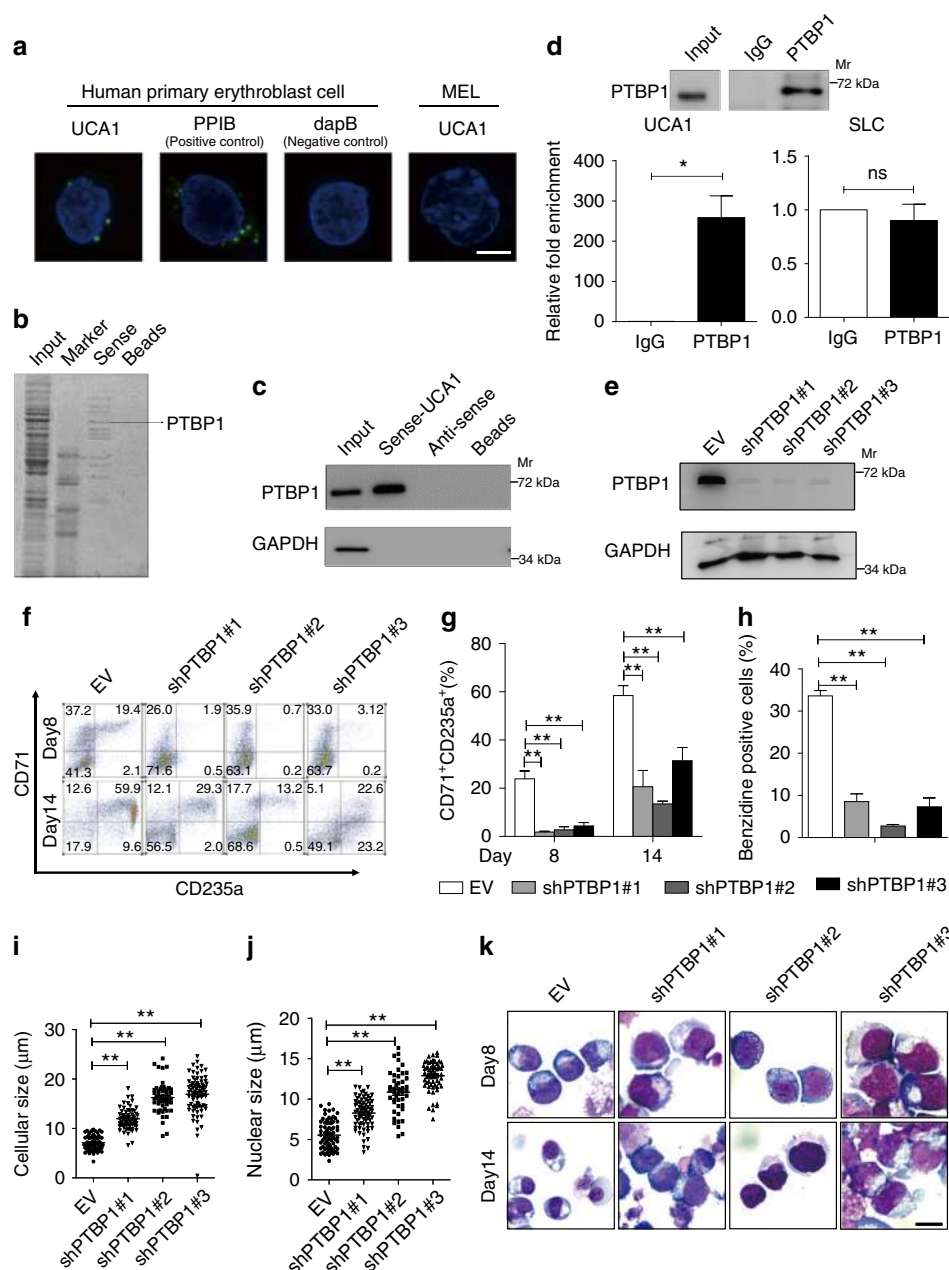 a
Human primary erythroblast cell
MEL
UCA1
PPIB
(Positive control)
dapB
(Negative control)
UCA1
b
Input
Marker
Sense
Beads
PTBP1
c
Input
Sense-UCA1
Anti-sense
Beads
Mr
PTBP1
72 kDa
GAPDH
34 kDa
d
Input
IgG
PTBP1
Mr
PTBP1
72 kDa
UCA1
SLC
Relative fold enrichment
400
300
200
100
0
*
IgG
PTBP1
1.5
1.0
0.5
0.0
ns
IgG
PTBP1
e
EV
shPTBP1#1
shPTBP1#2
shPTBP1#3
Mr
PTBP1
72 kDa
GAPDH
34 kDa
f
EV
shPTBP1#1
shPTBP1#2
shPTBP1#3
CD71
Day8
37.2 19.4 26.0 1.9 35.9 0.7 33.0 3.12
41.3 2.1 71.6 0.5 63.1 0.2 63.7 0.2
Day14
12.6 59.9 12.1 29.3 17.7 13.2 5.1 22.6
17.9 9.6 56.5 2.0 68.6 0.5 49.1 23.2
CD235a
g
CD71+CD235a+(%)
80
60
40
20
0
** ** **
** ** **
Day 8 14
h
Benzidine positive cells (%)
40
30
20
10
0
** ** **
EV shPTBP1#1 shPTBP1#2 shPTBP1#3
i
Cellular size (μm)
30
20
10
0
** ** **
EV
shPTBP1#1
shPTBP1#2
shPTBP1#3
j
Nuclear size (μm)
20
15
10
5
0
** ** **
EV
shPTBP1#1
shPTBP1#2
shPTBP1#3
k
EV
shPTBP1#1
shPTBP1#2
shPTBP1#3
Day8
Day14